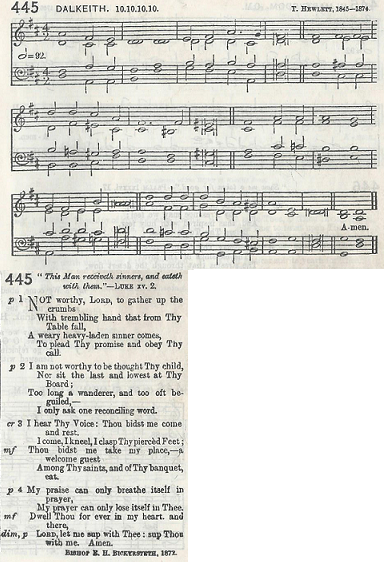 445 DALKEITH. 10.10.10.10. T. HEWLETT, 1845—1874.
=92.
A-men.
445 "This Man receiveth sinners, and eateth
with them."—LUKE XV. 2.
p 1 NOT worthy, LORD, to gather up the
crumbs
With trembling hand that from Thy
Table fall,
A weary heavy-laden sinner comes,
To plead Thy promise and obey Thy
call.
p 2 I am not worthy to be thought Thy child,
Nor sit the last and lowest at Thy
Board;
Too long a wanderer, and too oft be-
guiled,—
I only ask one reconciling word.
cr 3 I hear Thy Voice: Thou bidst me come
and rest.
I come, I kneel, I clasp Thy pierced Feet;
mf Thou bidst me take my place,—a
welcome guest
Among Thy saints, and of Thy banquet,
eat.
p 4 My praise can only breathe itself in
prayer,
My prayer can only lose itself in Thee.
mf Dwell Thou for ever in my heart. and
there,
dim, p LORD, let me sup with Thee: sup Thou
with me. Amen.
BISHOP E. H. BICKERSTETH, 1872.